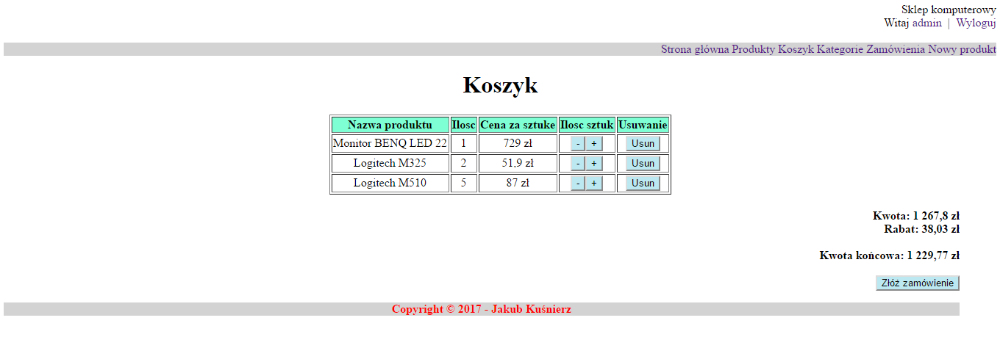 Sklep komputerowy
Witaj admin | Wyloguj
Strona główna Produkty Koszyk Kategorie Zamówienia Nowy produkt
Koszyk
Nazwa produktu Ilosc Cena za sztuke Ilosc sztuk Usuwanie
Monitor BENQ LED 22 1 729 zł - + Usun
Logitech M325 2 51,9 zł - + Usun
Logitech M510 5 87 zł - + Usun
Kwota: 1 267,8 zł
Rabat: 38,03 zł
Kwota końcowa: 1 229,77 zł
Złóż zamówienie
Copyright © 2017 - Jakub Kuśnierz